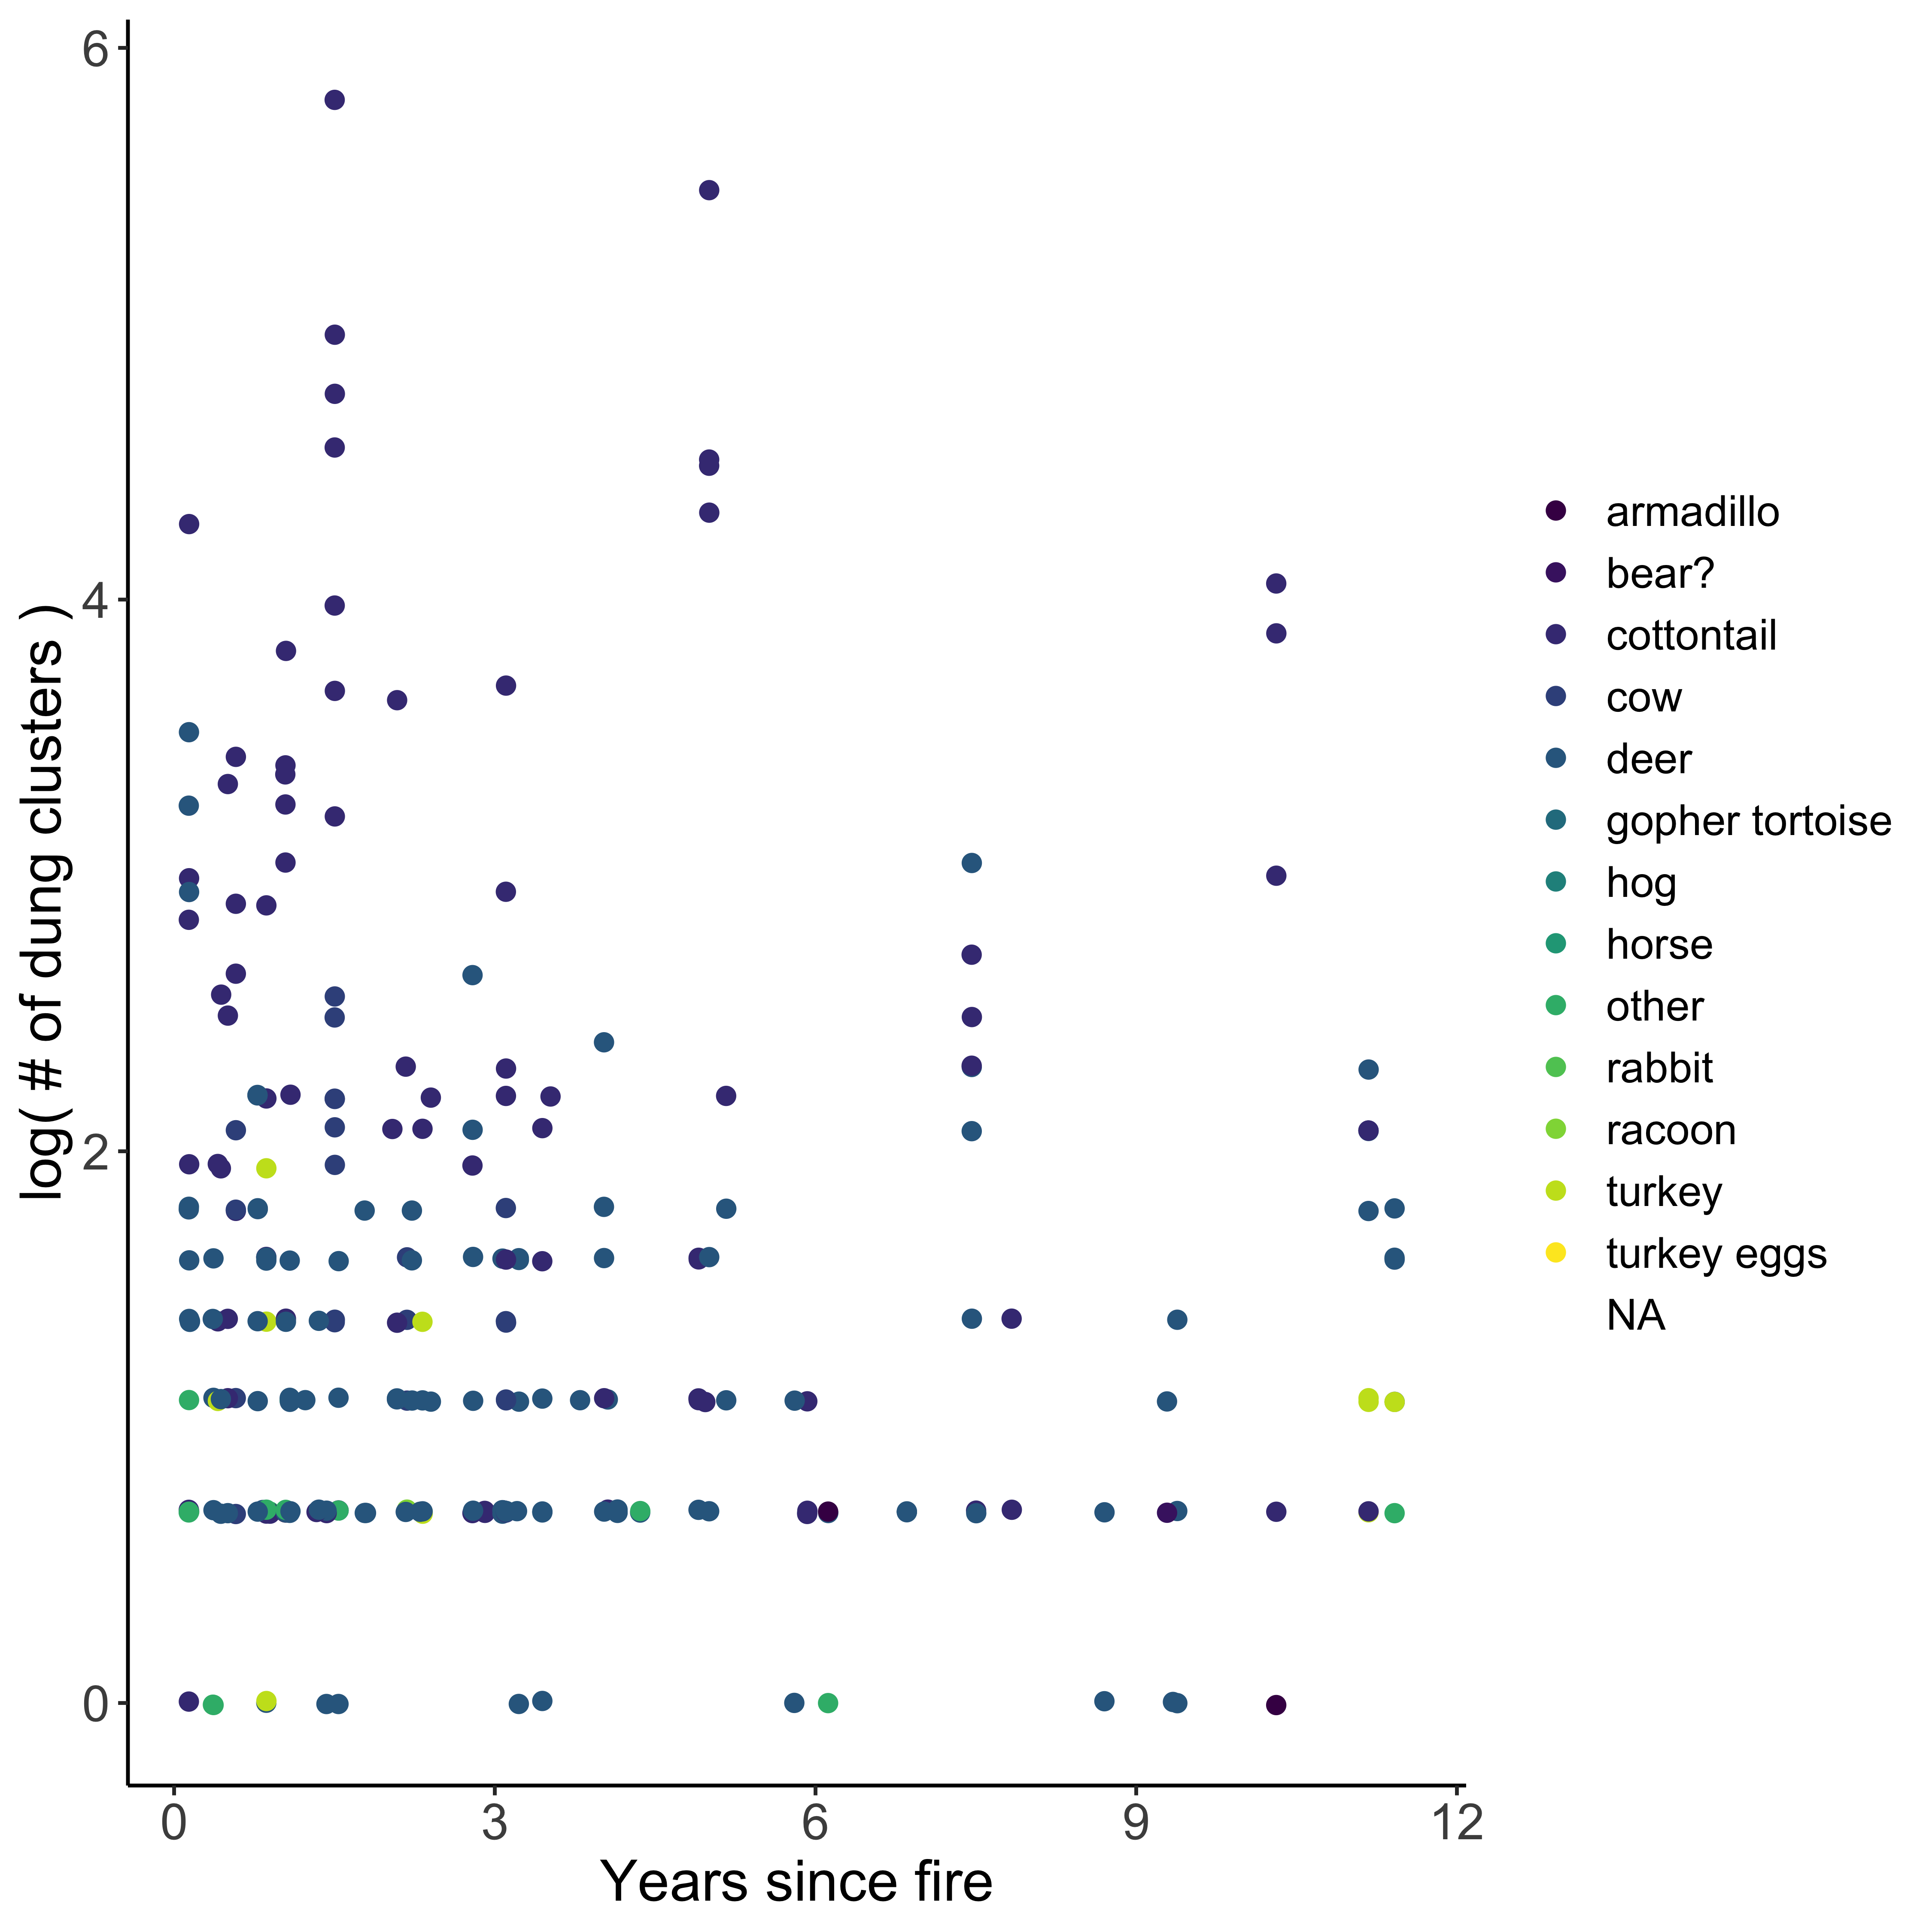 6
4
2
0
log( # of dung clusters )
0 3 6 9 12
Years since fire
armadillo
bear?
cottontail
cow
deer
gopher tortoise
hog
horse
other
rabbit
racoon
turkey
turkey eggs
NA